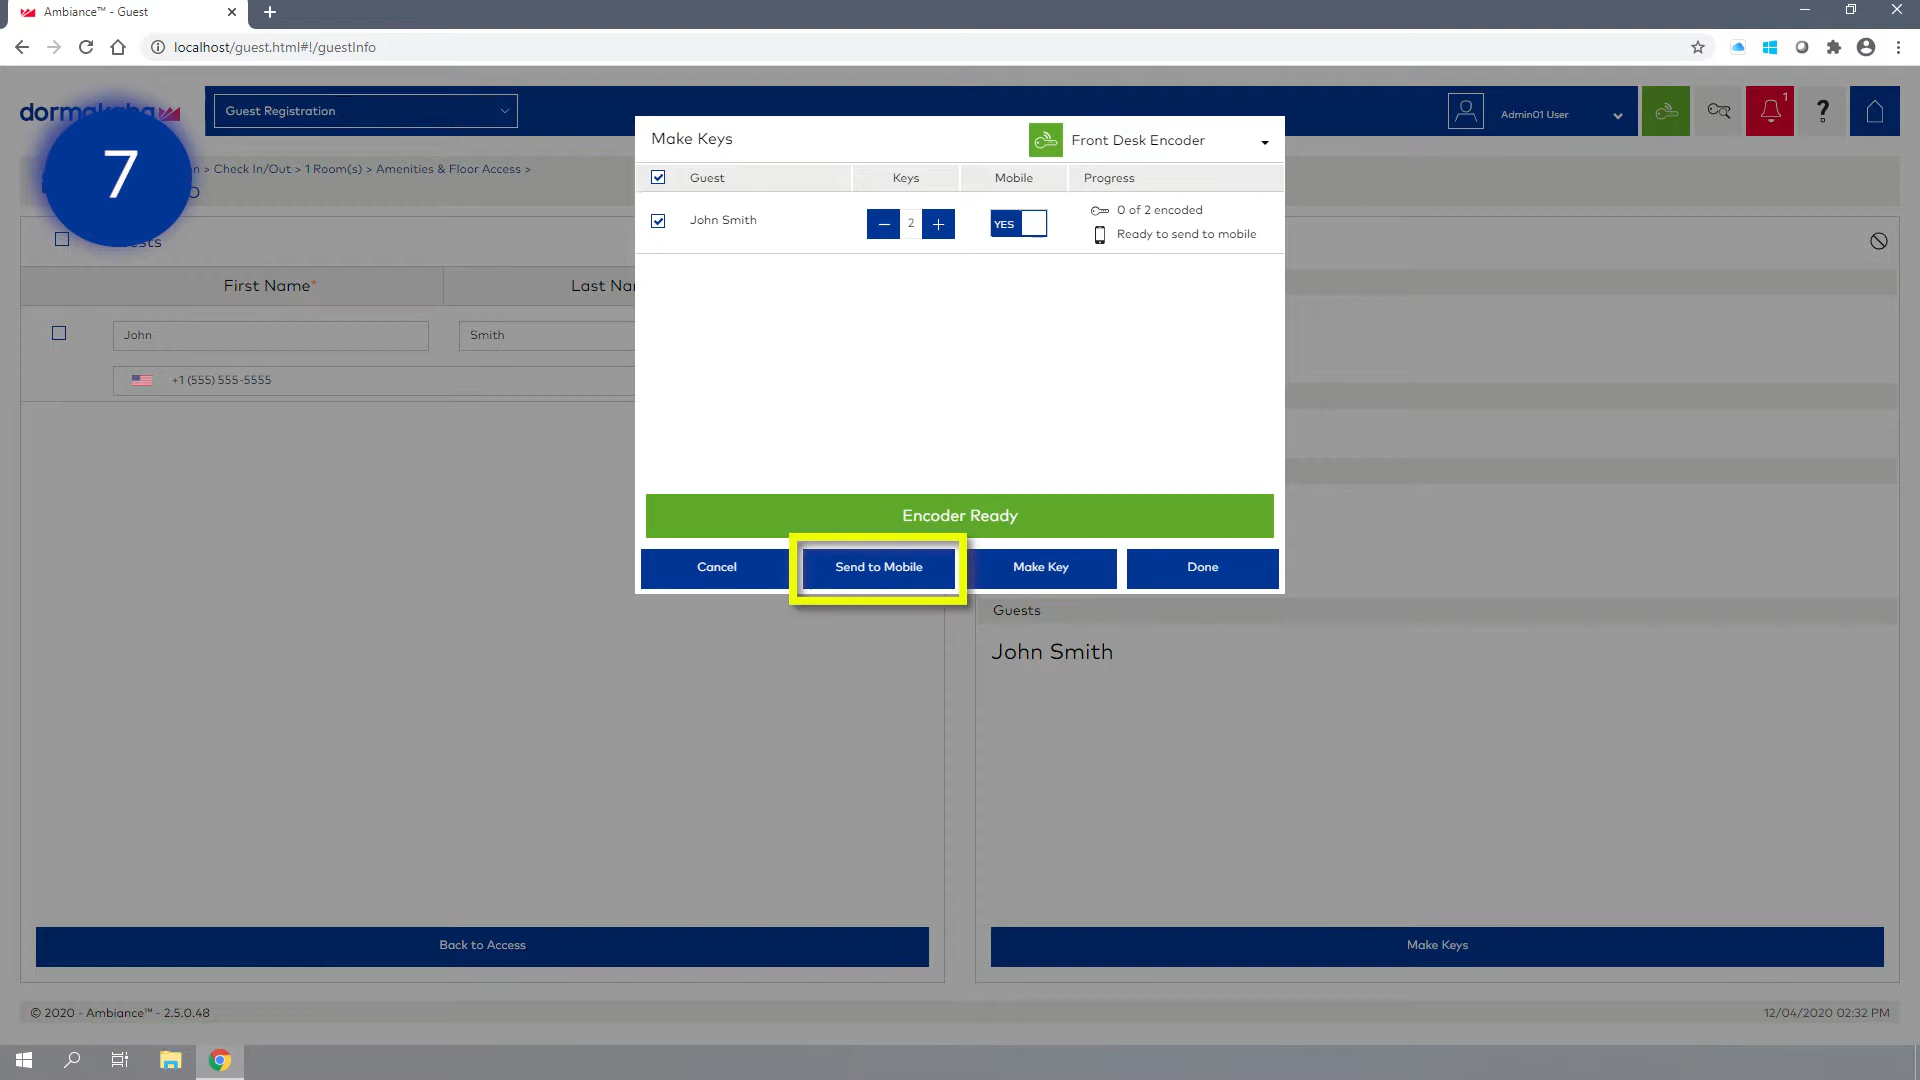 Ambiance™ - Guest
localhost/guest.html#!/guestInfo
Guest Registration
Admin01 User
1
?
7
> Check In/Out > 1 Room(s) > Amenities & Floor Access >
Make Keys
Front Desk Encoder
Guest
Keys
Mobile
Progress
John Smith
2
YES
0 of 2 encoded
Ready to send to mobile
First Name*
John
Smith
+1 (555) 555-5555
Encoder Ready
Cancel
Send to Mobile
Make Key
Done
Guests
John Smith
Back to Access
Make Keys
© 2020 - Ambiance™ - 2.5.0.48
12/04/2020 02:32 PM